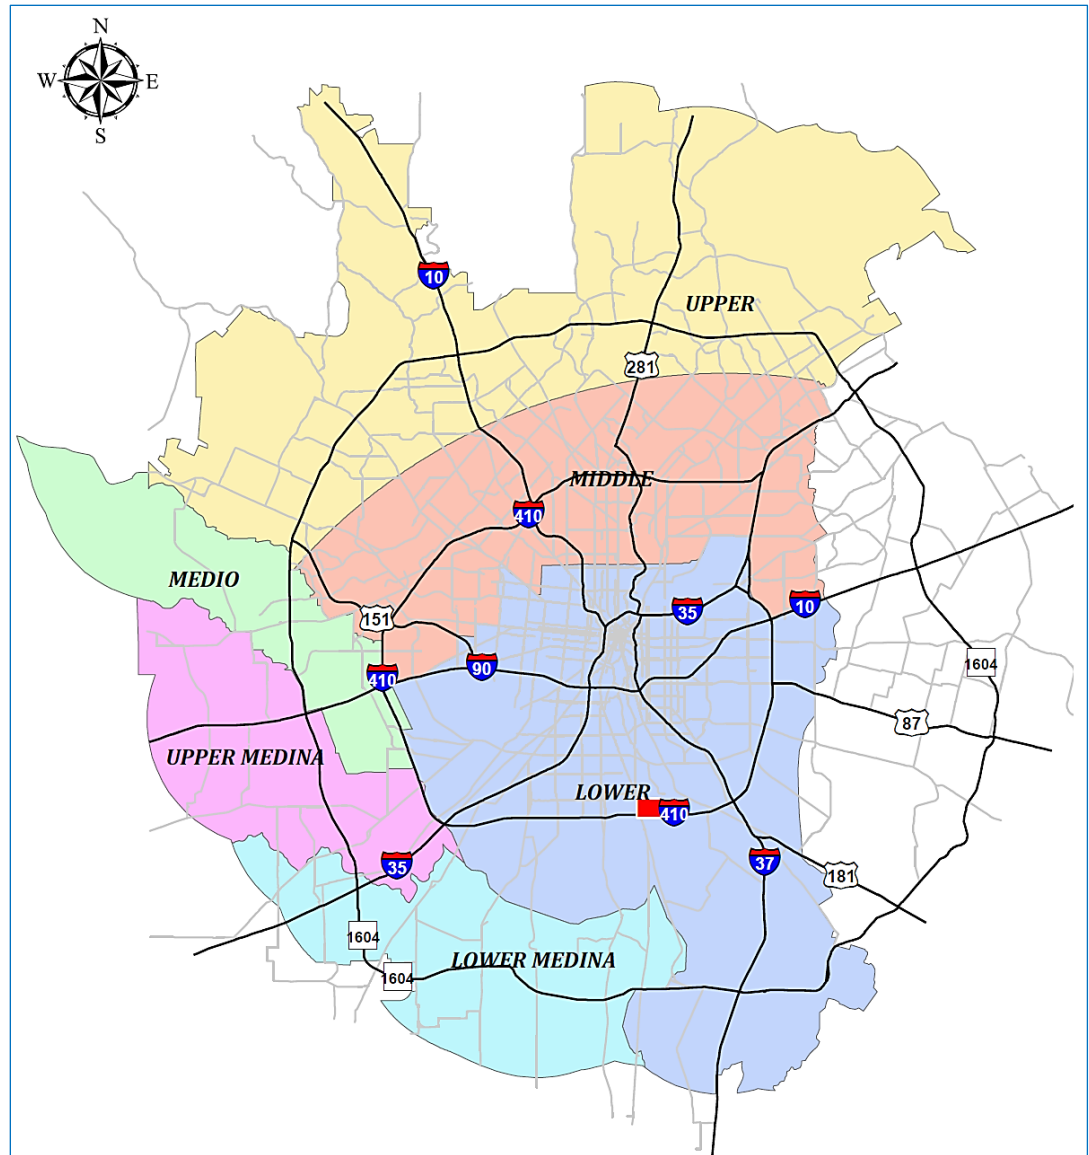 N
W E
S
10
UPPER
281
MIDDLE
410
MEDIO
151
35
10
90
410
1604
87
UPPER MEDINA
LOWER
410
35
37
181
1604
LOWER MEDINA
1604